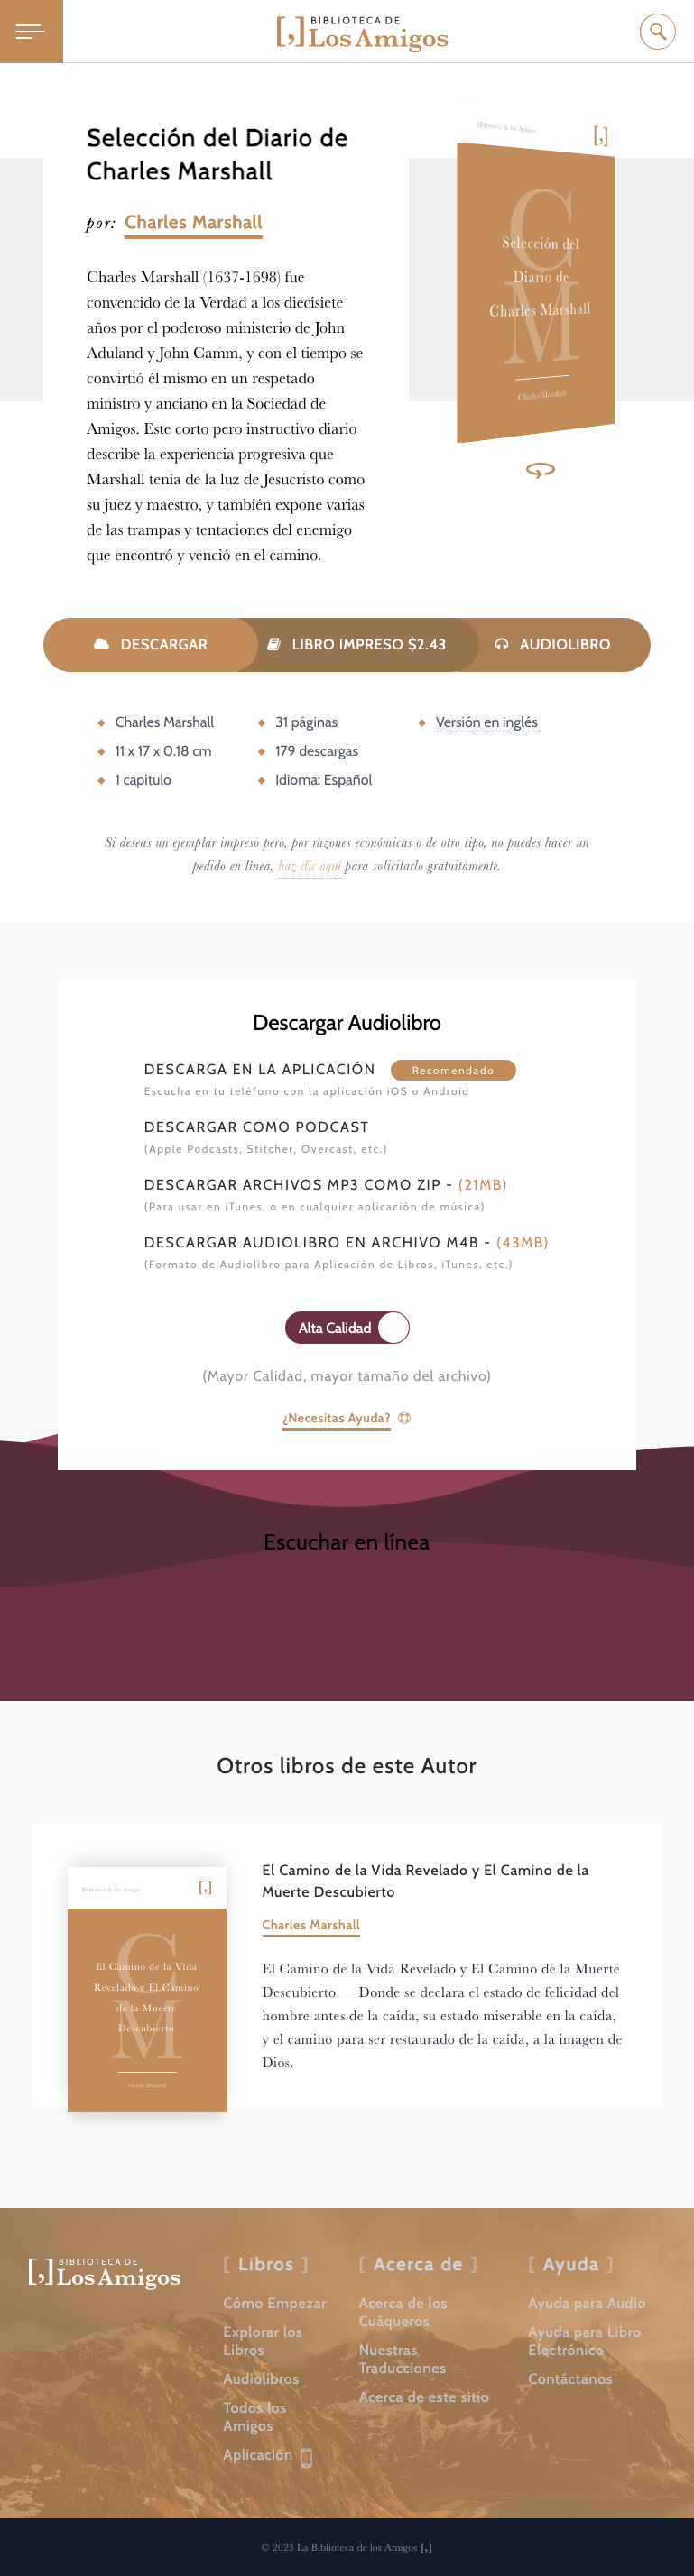 BIBLIOTECA DE
[,] Los Amigos
Selección del Diario de
Charles Marshall
por: Charles Marshall
Charles Marshall (1637-1698) fue
convencido de la Verdad a los diecisiete
años por el poderoso ministerio de John
Aduland y John Camm, y con el tiempo se
convirtió él mismo en un respetado
ministro y anciano en la Sociedad de
Amigos. Este corto pero instructivo diario
describe la experiencia progresiva que
Marshall tenía de la luz de Jesucristo como
su juez y maestro, y también expone varias
de las trampas y tentaciones del enemigo
que encontró y venció en el camino.
Biblioteca de los Amigos
[,]
C
M
Selección del
Diario de
Charles Marshall
Charles Marshall
DESCARGAR
LIBRO IMPRESO $2.43
AUDIOLIBRO
Charles Marshall
11 x 17 x 0.18 cm
1 capitulo
31 páginas
179 descargas
Idioma: Español
Versión en inglés
Si deseas un ejemplar impreso pero, por razones económicas o de otro tipo, no puedes hacer un
pedido en línea, haz clic aquí para solicitarlo gratuitamente.
Descargar Audiolibro
DESCARGA EN LA APLICACIÓN Recomendado
Escucha en tu teléfono con la aplicación iOS o Android
DESCARGAR COMO PODCAST
(Apple Podcasts, Stitcher, Overcast, etc.)
DESCARGAR ARCHIVOS MP3 COMO ZIP - (21MB)
(Para usar en iTunes, o en cualquier aplicación de música)
DESCARGAR AUDIOLIBRO EN ARCHIVO M4B - (43MB)
(Formato de Audiolibro para Aplicación de Libros, iTunes, etc.)
Alta Calidad
(Mayor Calidad, mayor tamaño del archivo)
¿Necesitas Ayuda?
Escuchar en línea
Otros libros de este Autor
Biblioteca de los Amigos
[,]
C
M
El Camino de la Vida
Revelado y El Camino
de la Muerte
Descubierto
Charles Marshall
El Camino de la Vida Revelado y El Camino de la
Muerte Descubierto
Charles Marshall
El Camino de la Vida Revelado y El Camino de la Muerte
Descubierto — Donde se declara el estado de felicidad del
hombre antes de la caída, su estado miserable en la caída,
y el camino para ser restaurado de la caída, a la imagen de
Dios.
BIBLIOTECA DE
[,] Los Amigos
[ Libros ]
Cómo Empezar
Explorar los
Libros
Audiolibros
Todos los
Amigos
Aplicación
[ Acerca de ]
Acerca de los
Cuáqueros
Nuestras
Traducciones
Acerca de este sitio
[ Ayuda ]
Ayuda para Audio
Ayuda para Libro
Electrónico
Contáctanos
© 2023 La Biblioteca de los Amigos [,]